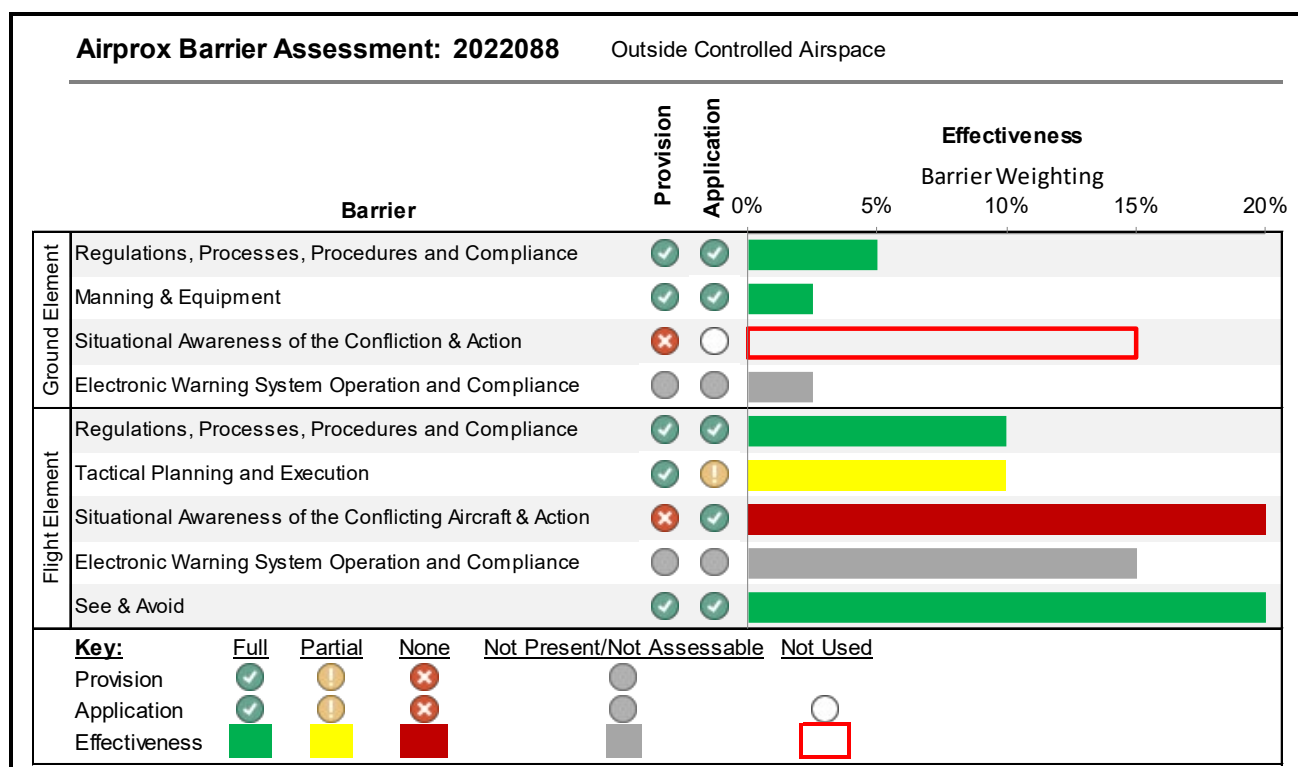 Airprox Barrier Assessment: 2022088 Outside Controlled Airspace
Provision
Application
Effectiveness
Barrier Weighting
Barrier
0% 5% 10% 15% 20%
Ground Element
Regulations, Processes, Procedures and Compliance
Manning & Equipment
Situational Awareness of the Confliction & Action
Electronic Warning System Operation and Compliance
Flight Element
Regulations, Processes, Procedures and Compliance
Tactical Planning and Execution
Situational Awareness of the Conflicting Aircraft & Action
Electronic Warning System Operation and Compliance
See & Avoid
Key: Full Partial None Not Present/Not Assessable Not Used
Provision
Application
Effectiveness